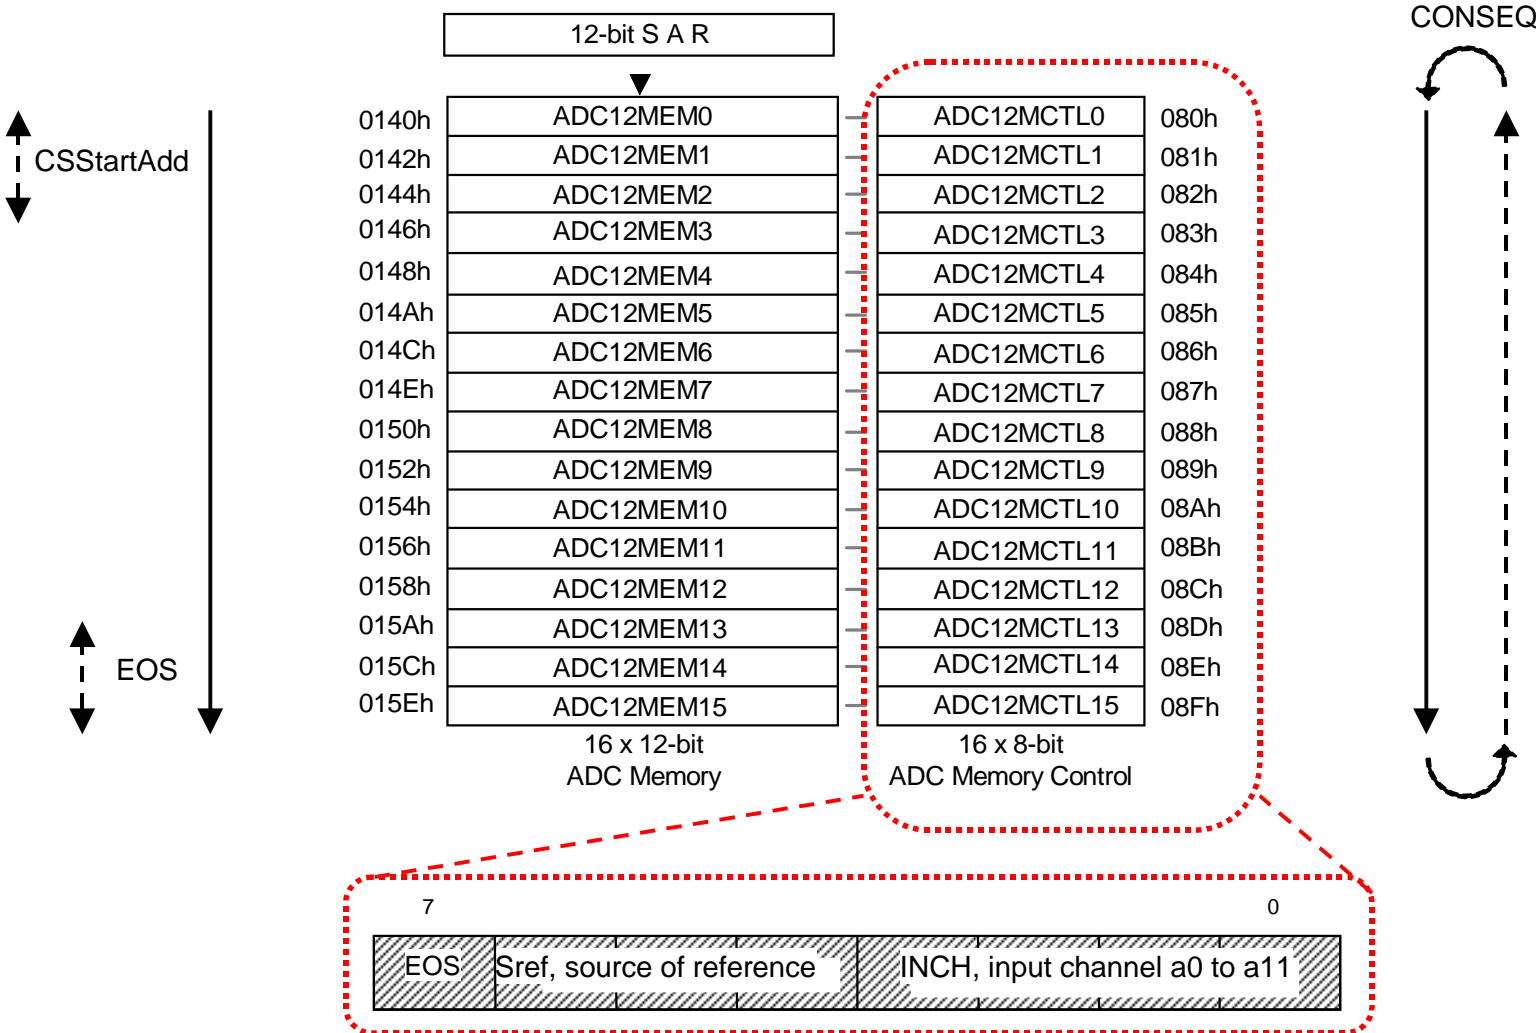 CONSEQ
12-bit S A R
0140h ADC12MEM0 ADC12MCTL0 080h
CSStartAdd 0142h ADC12MEM1 ADC12MCTL1 081h
0144h ADC12MEM2 ADC12MCTL2 082h
0146h ADC12MEM3 ADC12MCTL3 083h
0148h ADC12MEM4 ADC12MCTL4 084h
014Ah ADC12MEM5 ADC12MCTL5 085h
014Ch ADC12MEM6 ADC12MCTL6 086h
014Eh ADC12MEM7 ADC12MCTL7 087h
0150h ADC12MEM8 ADC12MCTL8 088h
0152h ADC12MEM9 ADC12MCTL9 089h
0154h ADC12MEM10 ADC12MCTL10 08Ah
0156h ADC12MEM11 ADC12MCTL11 08Bh
0158h ADC12MEM12 ADC12MCTL12 08Ch
015Ah ADC12MEM13 ADC12MCTL13 08Dh
EOS 015Ch ADC12MEM14 ADC12MCTL14 08Eh
015Eh ADC12MEM15 ADC12MCTL15 08Fh
16 x 12-bit 16 x 8-bit
ADC Memory ADC Memory Control
7 0
EOS Sref, source of reference INCH, input channel a0 to a11